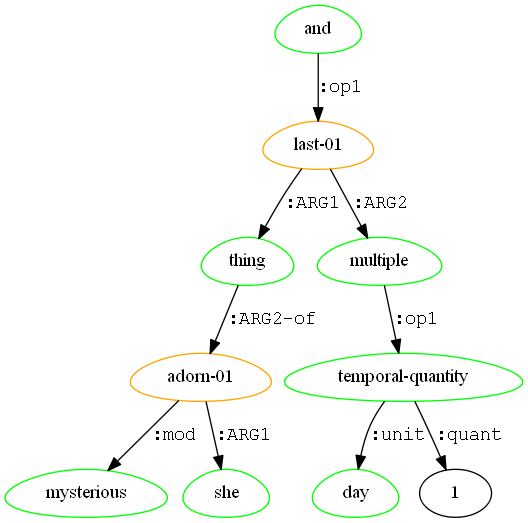 and
:op1
last-01
:ARG1 :ARG2
thing multiple
:ARG2-of :op1
adorn-01 temporal-quantity
:mod :ARG1 :unit :quant
mysterious she day 1